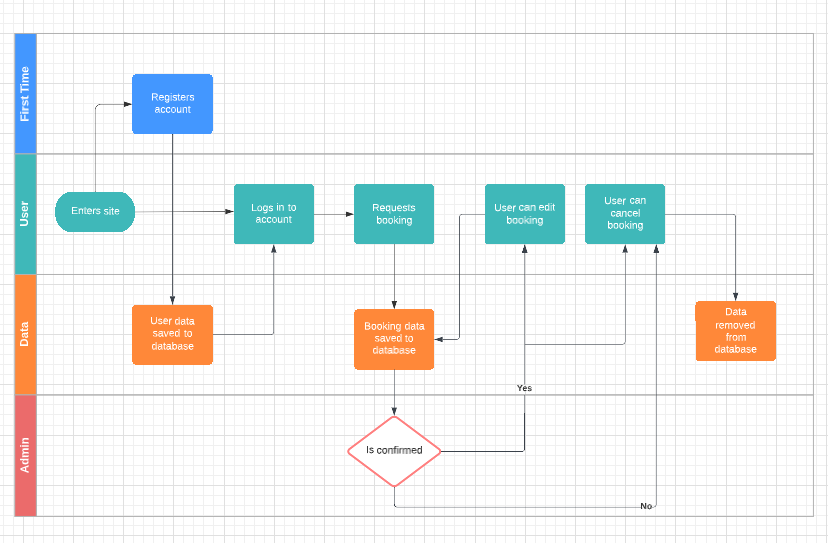 First Time
Registers
account
User
Enters site
Logs in to
account
Requests
booking
User can edit
booking
User can
cancel
booking
Data
User data
saved to
database
Booking data
saved to
database
Data
removed
from
database
Yes
Admin
Is confirmed
No